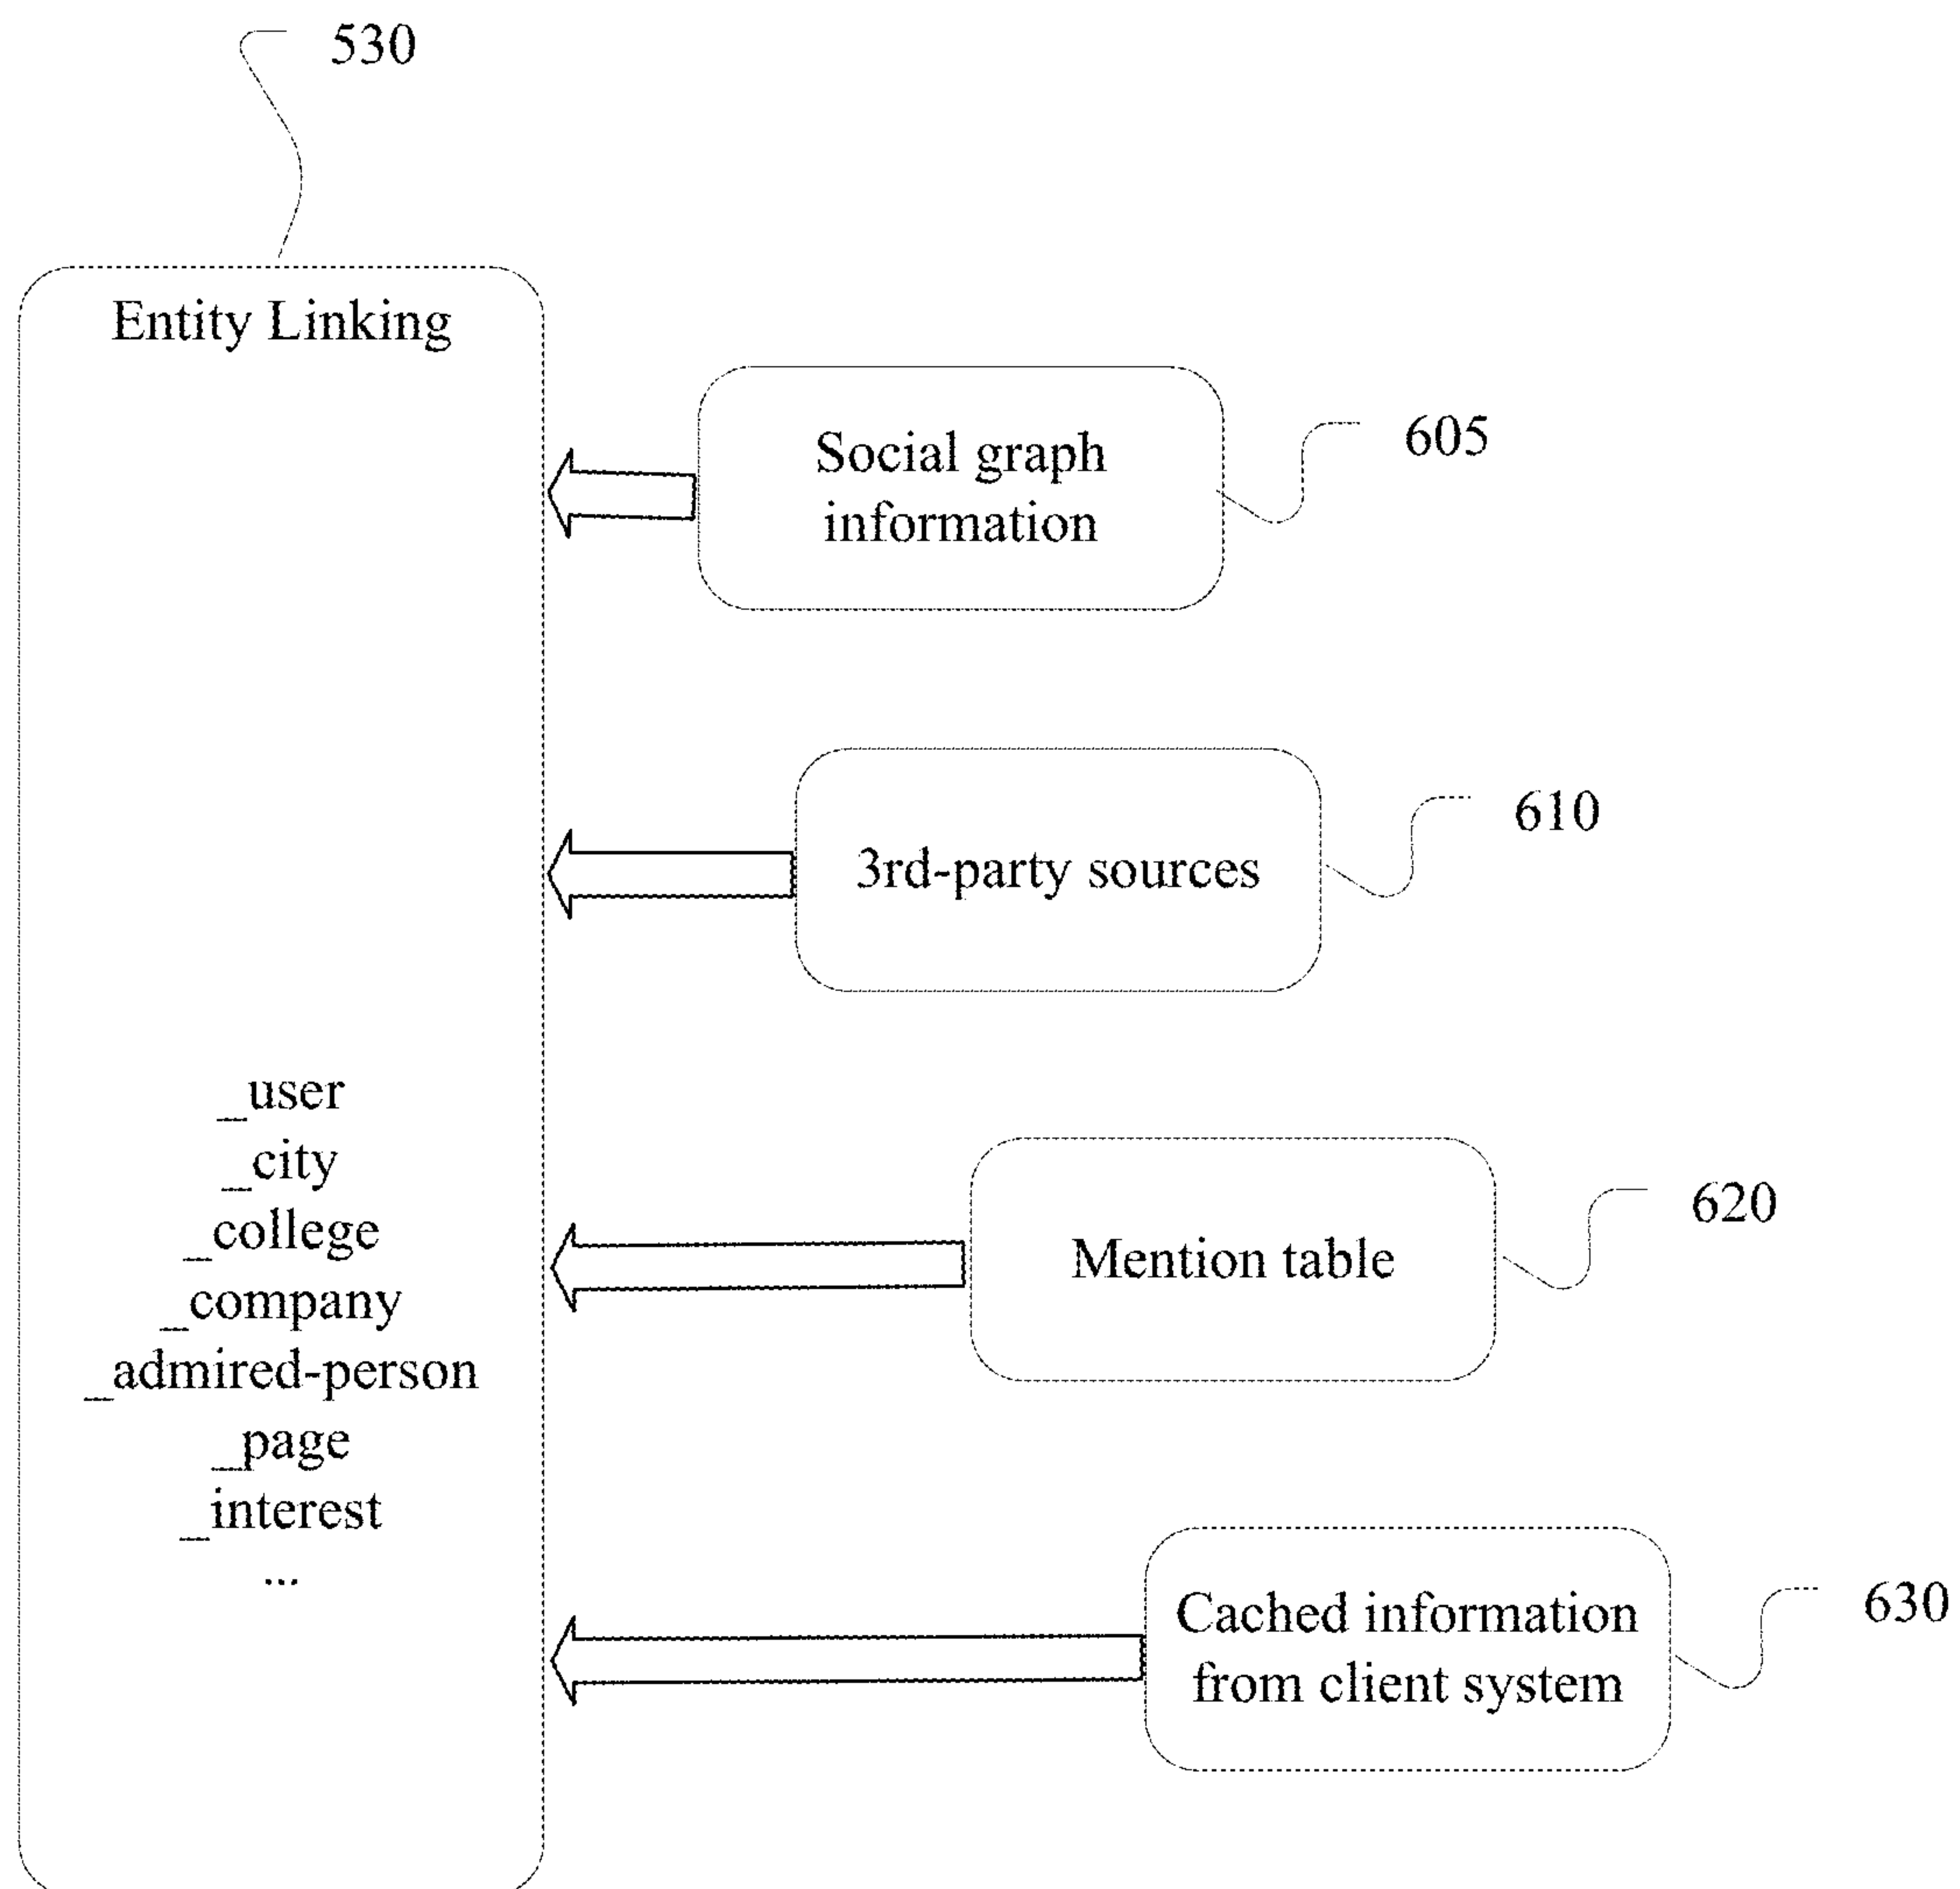 530
Entity Linking
Social graph
information
605
3rd-party sources
610
_user
_city
_college
_company
_admired-person
_page
_interest
...
Mention table
620
Cached information
from client system
630